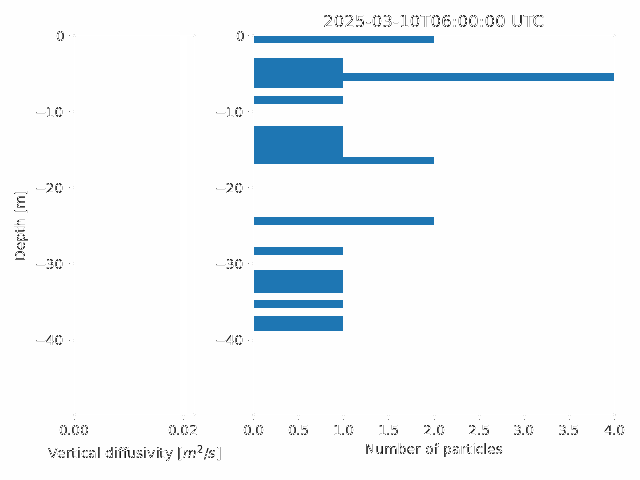 2025-03-10T06:00:00 UTC
0
−10
−20
−30
−40
Depth [m]
0.00 0.02
Vertical diffusivity [m²/s]
0
−10
−20
−30
−40
0.0 0.5 1.0 1.5 2.0 2.5 3.0 3.5 4.0
Number of particles